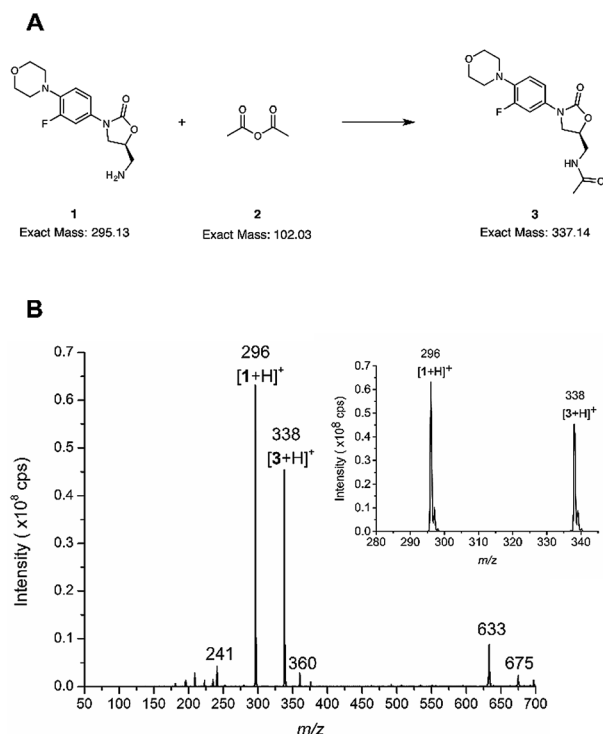 A
O
N
F
N
O
O
H₂N
+
O
O
O
O
N
F
N
O
O
HN
O
1
2
3
Exact Mass: 295.13
Exact Mass: 102.03
Exact Mass: 337.14
B
296
[1+H]⁺
338
[3+H]⁺
241
360
633
675
Intensity ( x10⁸ cps)
0.7
0.6
0.5
0.4
0.3
0.2
0.1
0.0
50 100 150 200 250 300 350 400 450 500 550 600 650 700
m/z
296
[1+H]⁺
338
[3+H]⁺
Intensity ( x10⁸ cps)
0.7
0.6
0.5
0.4
0.3
0.2
0.1
0.0
280 290 300 310 320 330 340
m/z